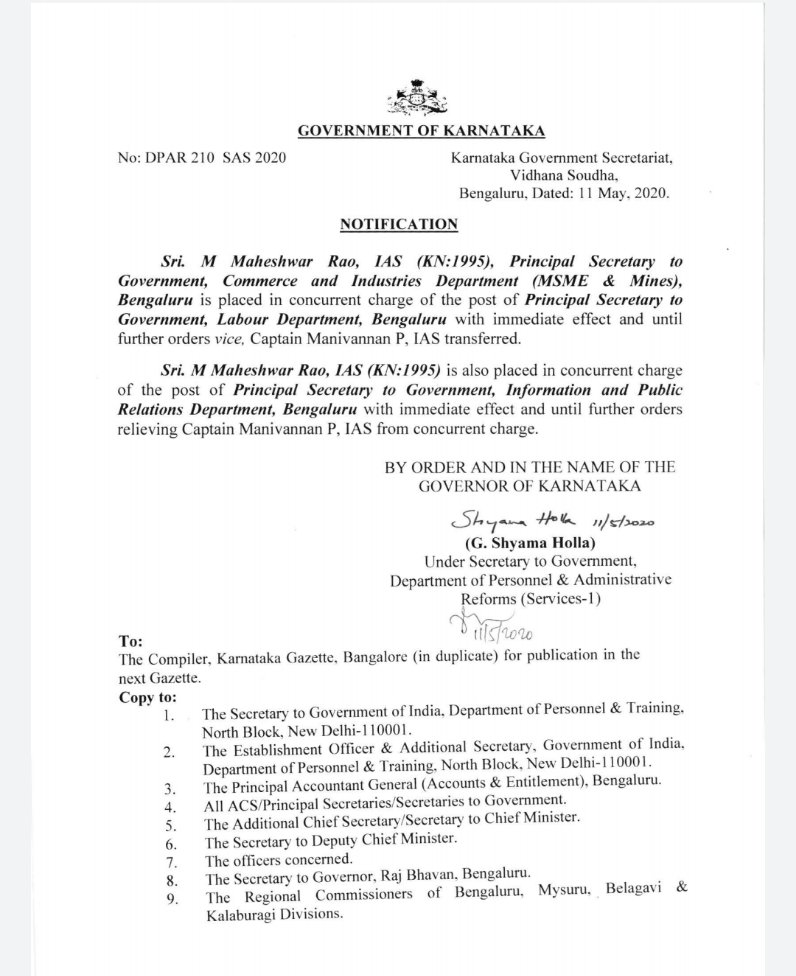 GOVERNMENT OF KARNATAKA
No: DPAR 210 SAS 2020
Karnataka Government Secretariat,
Vidhana Soudha,
Bengaluru, Dated: 11 May, 2020.
NOTIFICATION
Sri. M Maheshwar Rao, IAS (KN:1995), Principal Secretary to
Government, Commerce and Industries Department (MSME & Mines),
Bengaluru is placed in concurrent charge of the post of Principal Secretary to
Government, Labour Department, Bengaluru with immediate effect and until
further orders vice, Captain Manivannan P, IAS transferred.
Sri. M Maheshwar Rao, IAS (KN:1995) is also placed in concurrent charge
of the post of Principal Secretary to Government, Information and Public
Relations Department, Bengaluru with immediate effect and until further orders
relieving Captain Manivannan P, IAS from concurrent charge.
BY ORDER AND IN THE NAME OF THE
GOVERNOR OF KARNATAKA
Shyama Holla 11/5/2020
(G. Shyama Holla)
Under Secretary to Government,
Department of Personnel & Administrative
Reforms (Services-1)
11/5/2020
To:
The Compiler, Karnataka Gazette, Bangalore (in duplicate) for publication in the
next Gazette.
Copy to:
1. The Secretary to Government of India, Department of Personnel & Training,
North Block, New Delhi-110001.
2. The Establishment Officer & Additional Secretary, Government of India,
Department of Personnel & Training, North Block, New Delhi-110001.
3. The Principal Accountant General (Accounts & Entitlement), Bengaluru.
4. All ACS/Principal Secretaries/Secretaries to Government.
5. The Additional Chief Secretary/Secretary to Chief Minister.
6. The Secretary to Deputy Chief Minister.
7. The officers concerned.
8. The Secretary to Governor, Raj Bhavan, Bengaluru.
9. The Regional Commissioners of Bengaluru, Mysuru, Belagavi &
Kalaburagi Divisions.